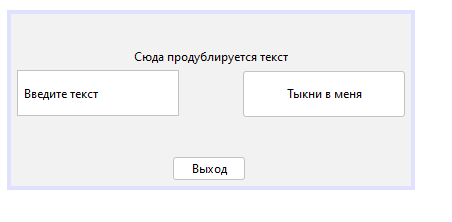 Сюда продублируется текст
Введите текст
Тыкни в меня
Выход